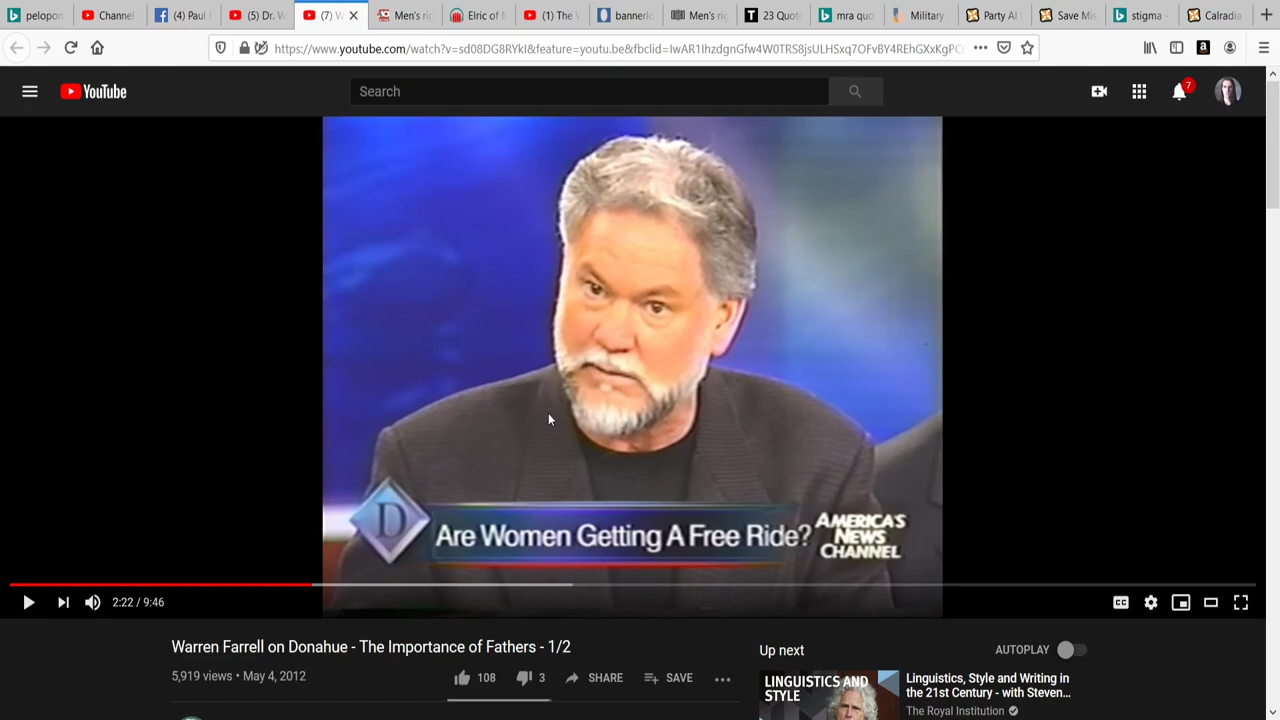 pelopon
Channel
(4) Paul F
(5) Dr. W
(7) W
Men's ri
Elric of M
(1) The V
bannerlo
Men's rig
23 Quote
mra quo
Military
Party AI
Save Mis
stigma -
Calradia
https://www.youtube.com/watch?v=sd08DG8RYkI&feature=youtu.be&fbclid=IwAR1IhzdgnGfw4W0TRS8jsULHSxq7OFvBY4REhGXxKgPC
YouTube
Search
7
D
Are Women Getting A Free Ride?
AMERICA'S
NEWS
CHANNEL
2:22 / 9:46
CC
Warren Farrell on Donahue - The Importance of Fathers - 1/2
5,919 views • May 4, 2012
108
3
SHARE
SAVE
Up next
AUTOPLAY
LINGUISTICS AND
STYLE
Linguistics, Style and Writing in
the 21st Century - with Steven...
The Royal Institution